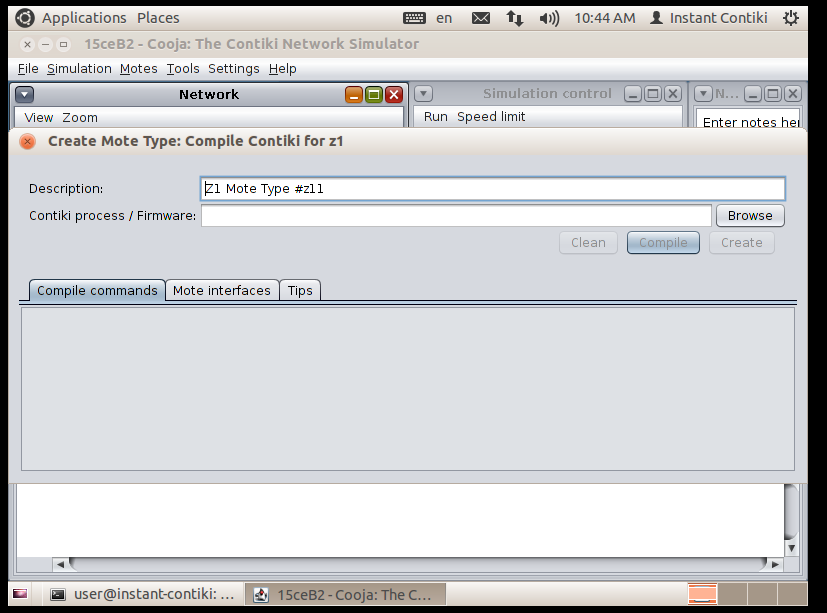 Applications Places en 10:44 AM Instant Contiki
15ceB2 - Cooja: The Contiki Network Simulator
File Simulation Motes Tools Settings Help
Network Simulation control N...
View Zoom Run Speed limit Enter notes her
Create Mote Type: Compile Contiki for z1
Description: Z1 Mote Type #z11
Contiki process / Firmware: Browse
Clean Compile Create
Compile commands Mote interfaces Tips
user@instant-contiki: ... 15ceB2 - Cooja: The C...